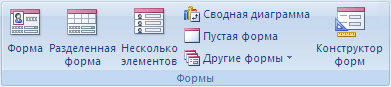 Форма
Разделенная
форма
Несколько
элементов
Сводная диаграмма
Пустая форма
Другие формы
Конструктор
форм
Формы